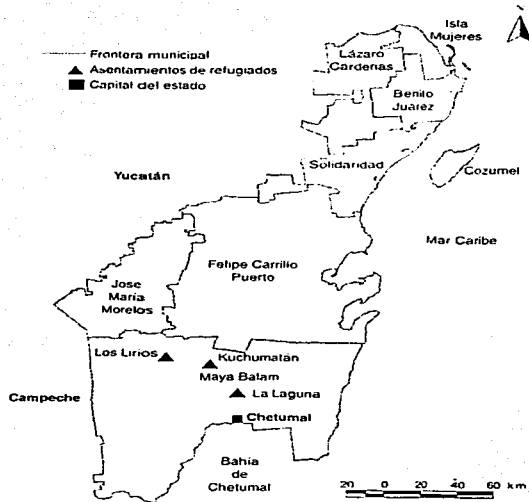 Isla
Mujeres
Frontera municipal
Asentamientos de refugiados
Capital del estado
Lázaro
Cardenas
Benito
Juárez
Solidaridad
Yucatán
Cozumel
Mar Caribe
Felipe Carrillo
Puerto
Jose
María
Morelos
Los Lirios
Kuchumatán
Maya Balam
La Laguna
Campeche
Chetumal
Bahía
de
Chetumal
20 0 20 40 60 km